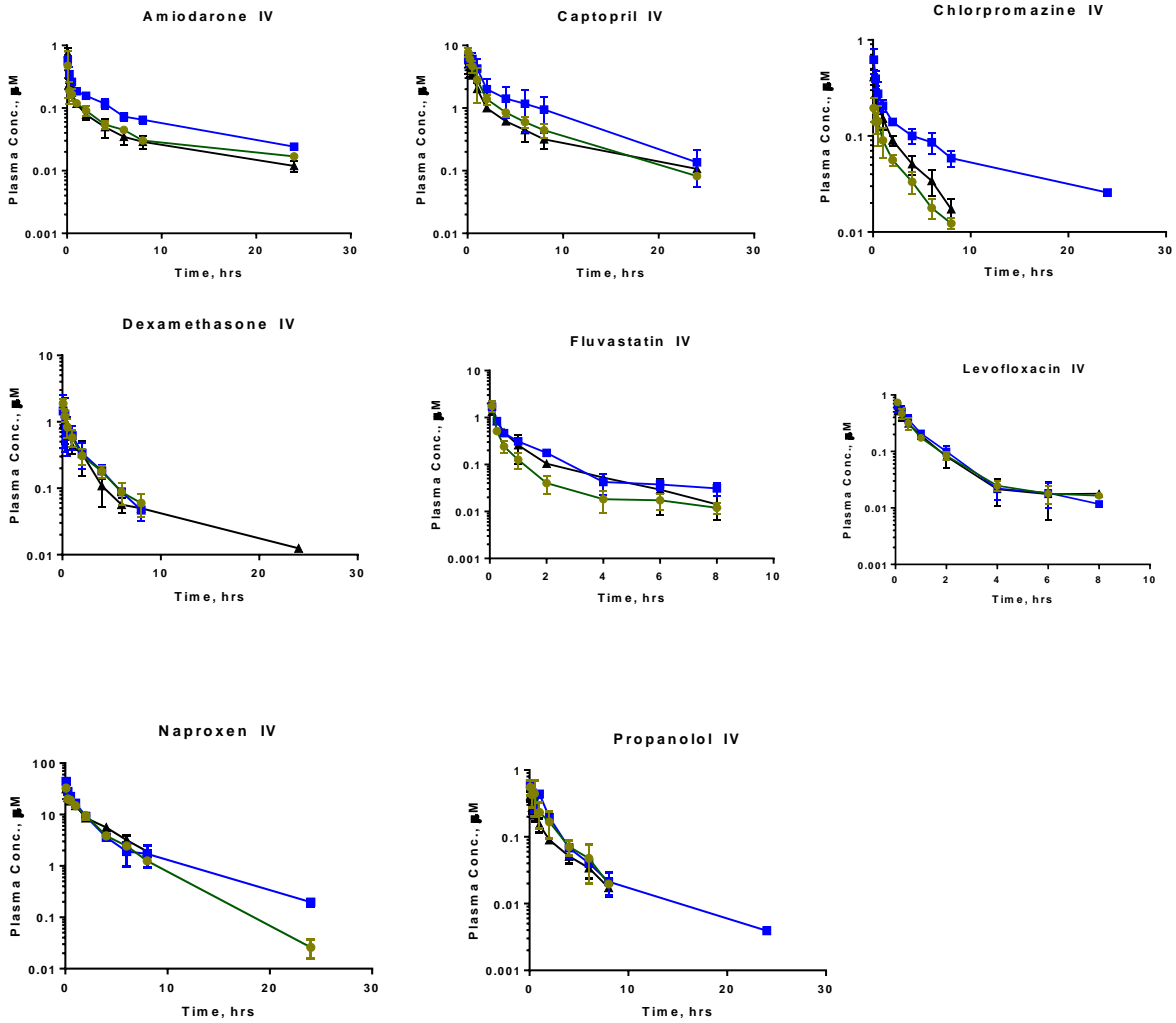 Amiodarone IV
Plasma Conc., µM
1
0.1
0.01
0.001
0 10 20 30
Time, hrs
Captopril IV
Plasma Conc., µM
10
1
0.1
0.01
0 10 20 30
Time, hrs
Chlorpromazine IV
Plasma Conc., µM
1
0.1
0.01
0 10 20 30
Time, hrs
Dexamethasone IV
Plasma Conc., µM
10
1
0.1
0.01
0 10 20 30
Time, hrs
Fluvastatin IV
Plasma Conc., µM
10
1
0.1
0.01
0.001
0 2 4 6 8 10
Time, hrs
Levofloxacin IV
Plasma Conc., µM
1
0.1
0.01
0.001
0 2 4 6 8 10
Time, hrs
Naproxen IV
Plasma Conc., µM
100
10
1
0.1
0.01
0 10 20 30
Time, hrs
Propanolol IV
Plasma Conc., µM
1
0.1
0.01
0.001
0 10 20 30
Time, hrs